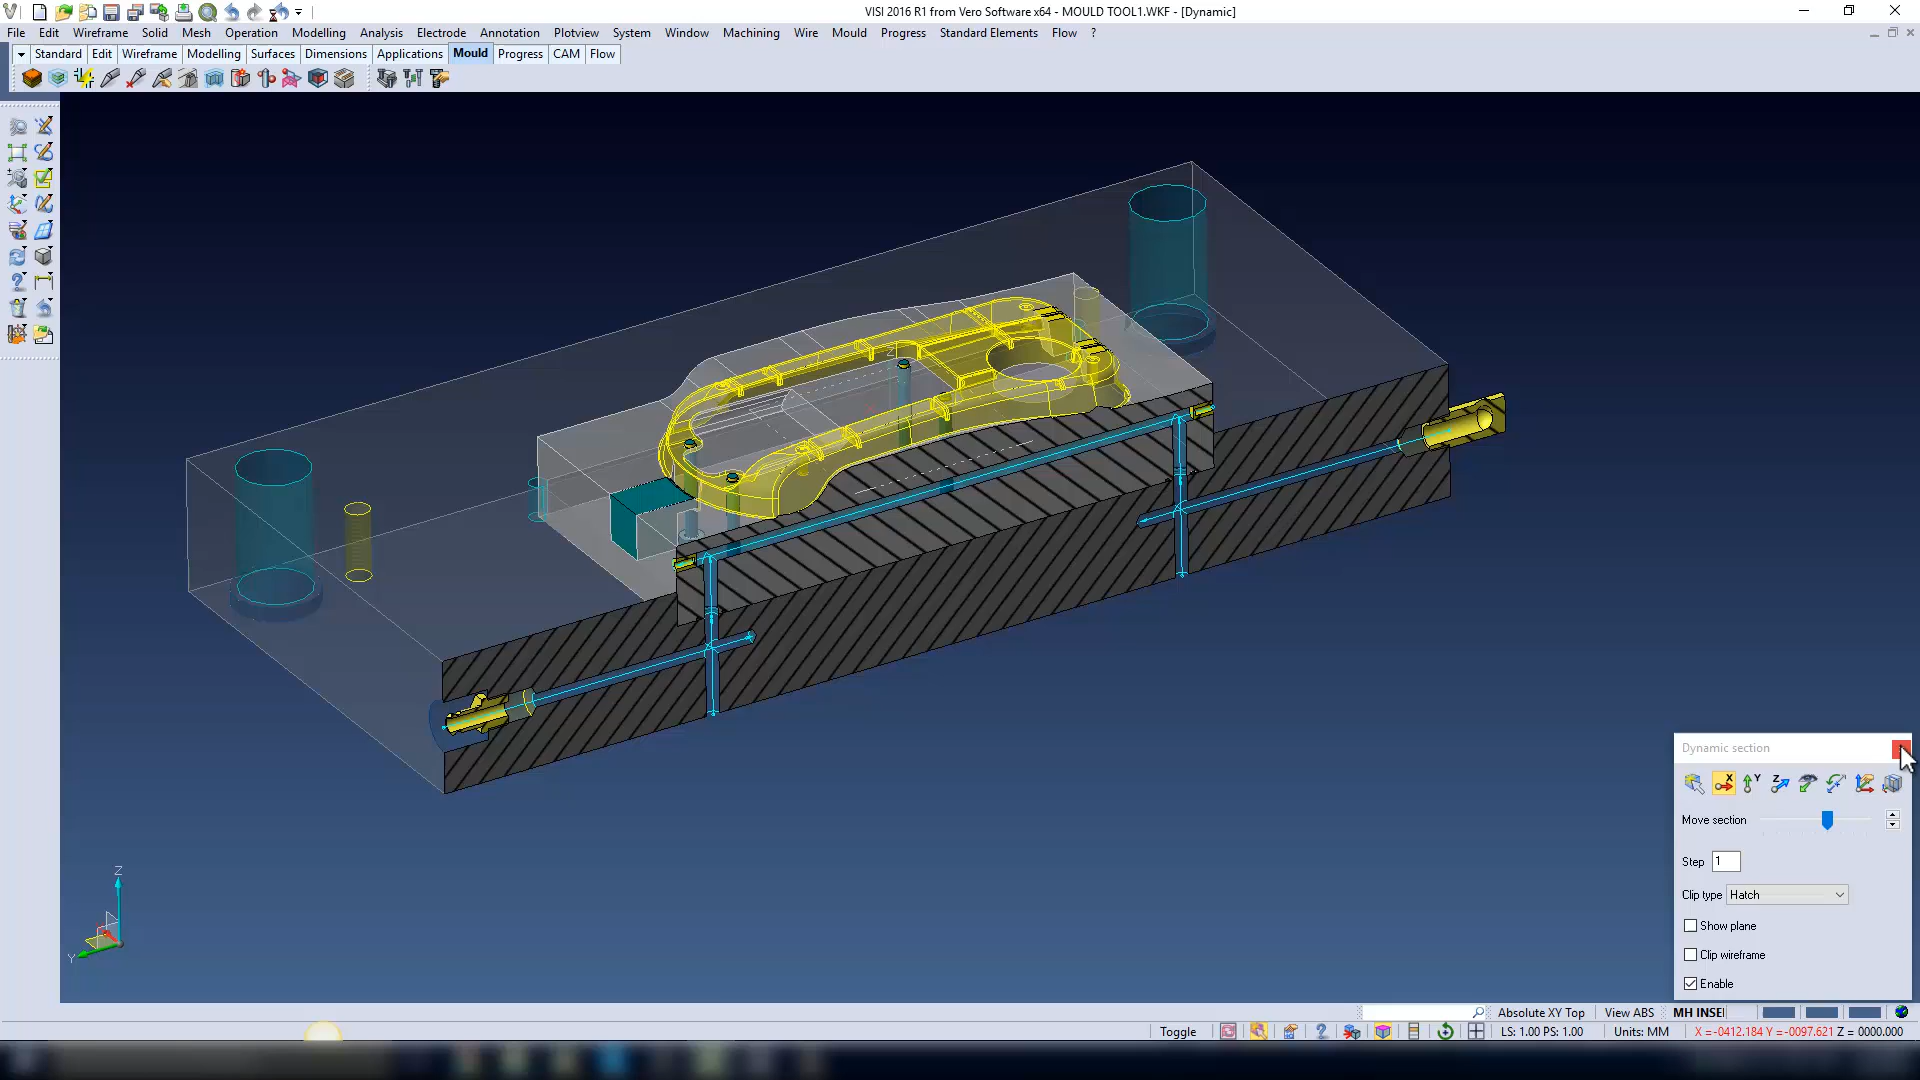 VISI 2016 R1 from Vero Software x64 - MOULD TOOL1.WKF - [Dynamic]
File Edit Wireframe Solid Mesh Operation Modelling Analysis Electrode Annotation Plotview System Window Machining Wire Mould Progress Standard Elements Flow ?
Standard Edit Wireframe Modelling Surfaces Dimensions Applications Mould Progress CAM Flow
Z
Dynamic section
X Y Z
Move section
Step 1
Clip type Hatch
Show plane
Clip wireframe
Enable
Z
Y
Absolute XY Top View ABS MH INSEI
Toggle LS: 1.00 PS: 1.00 Units: MM X =-0412.184 Y =-0097.621 Z = 0000.000